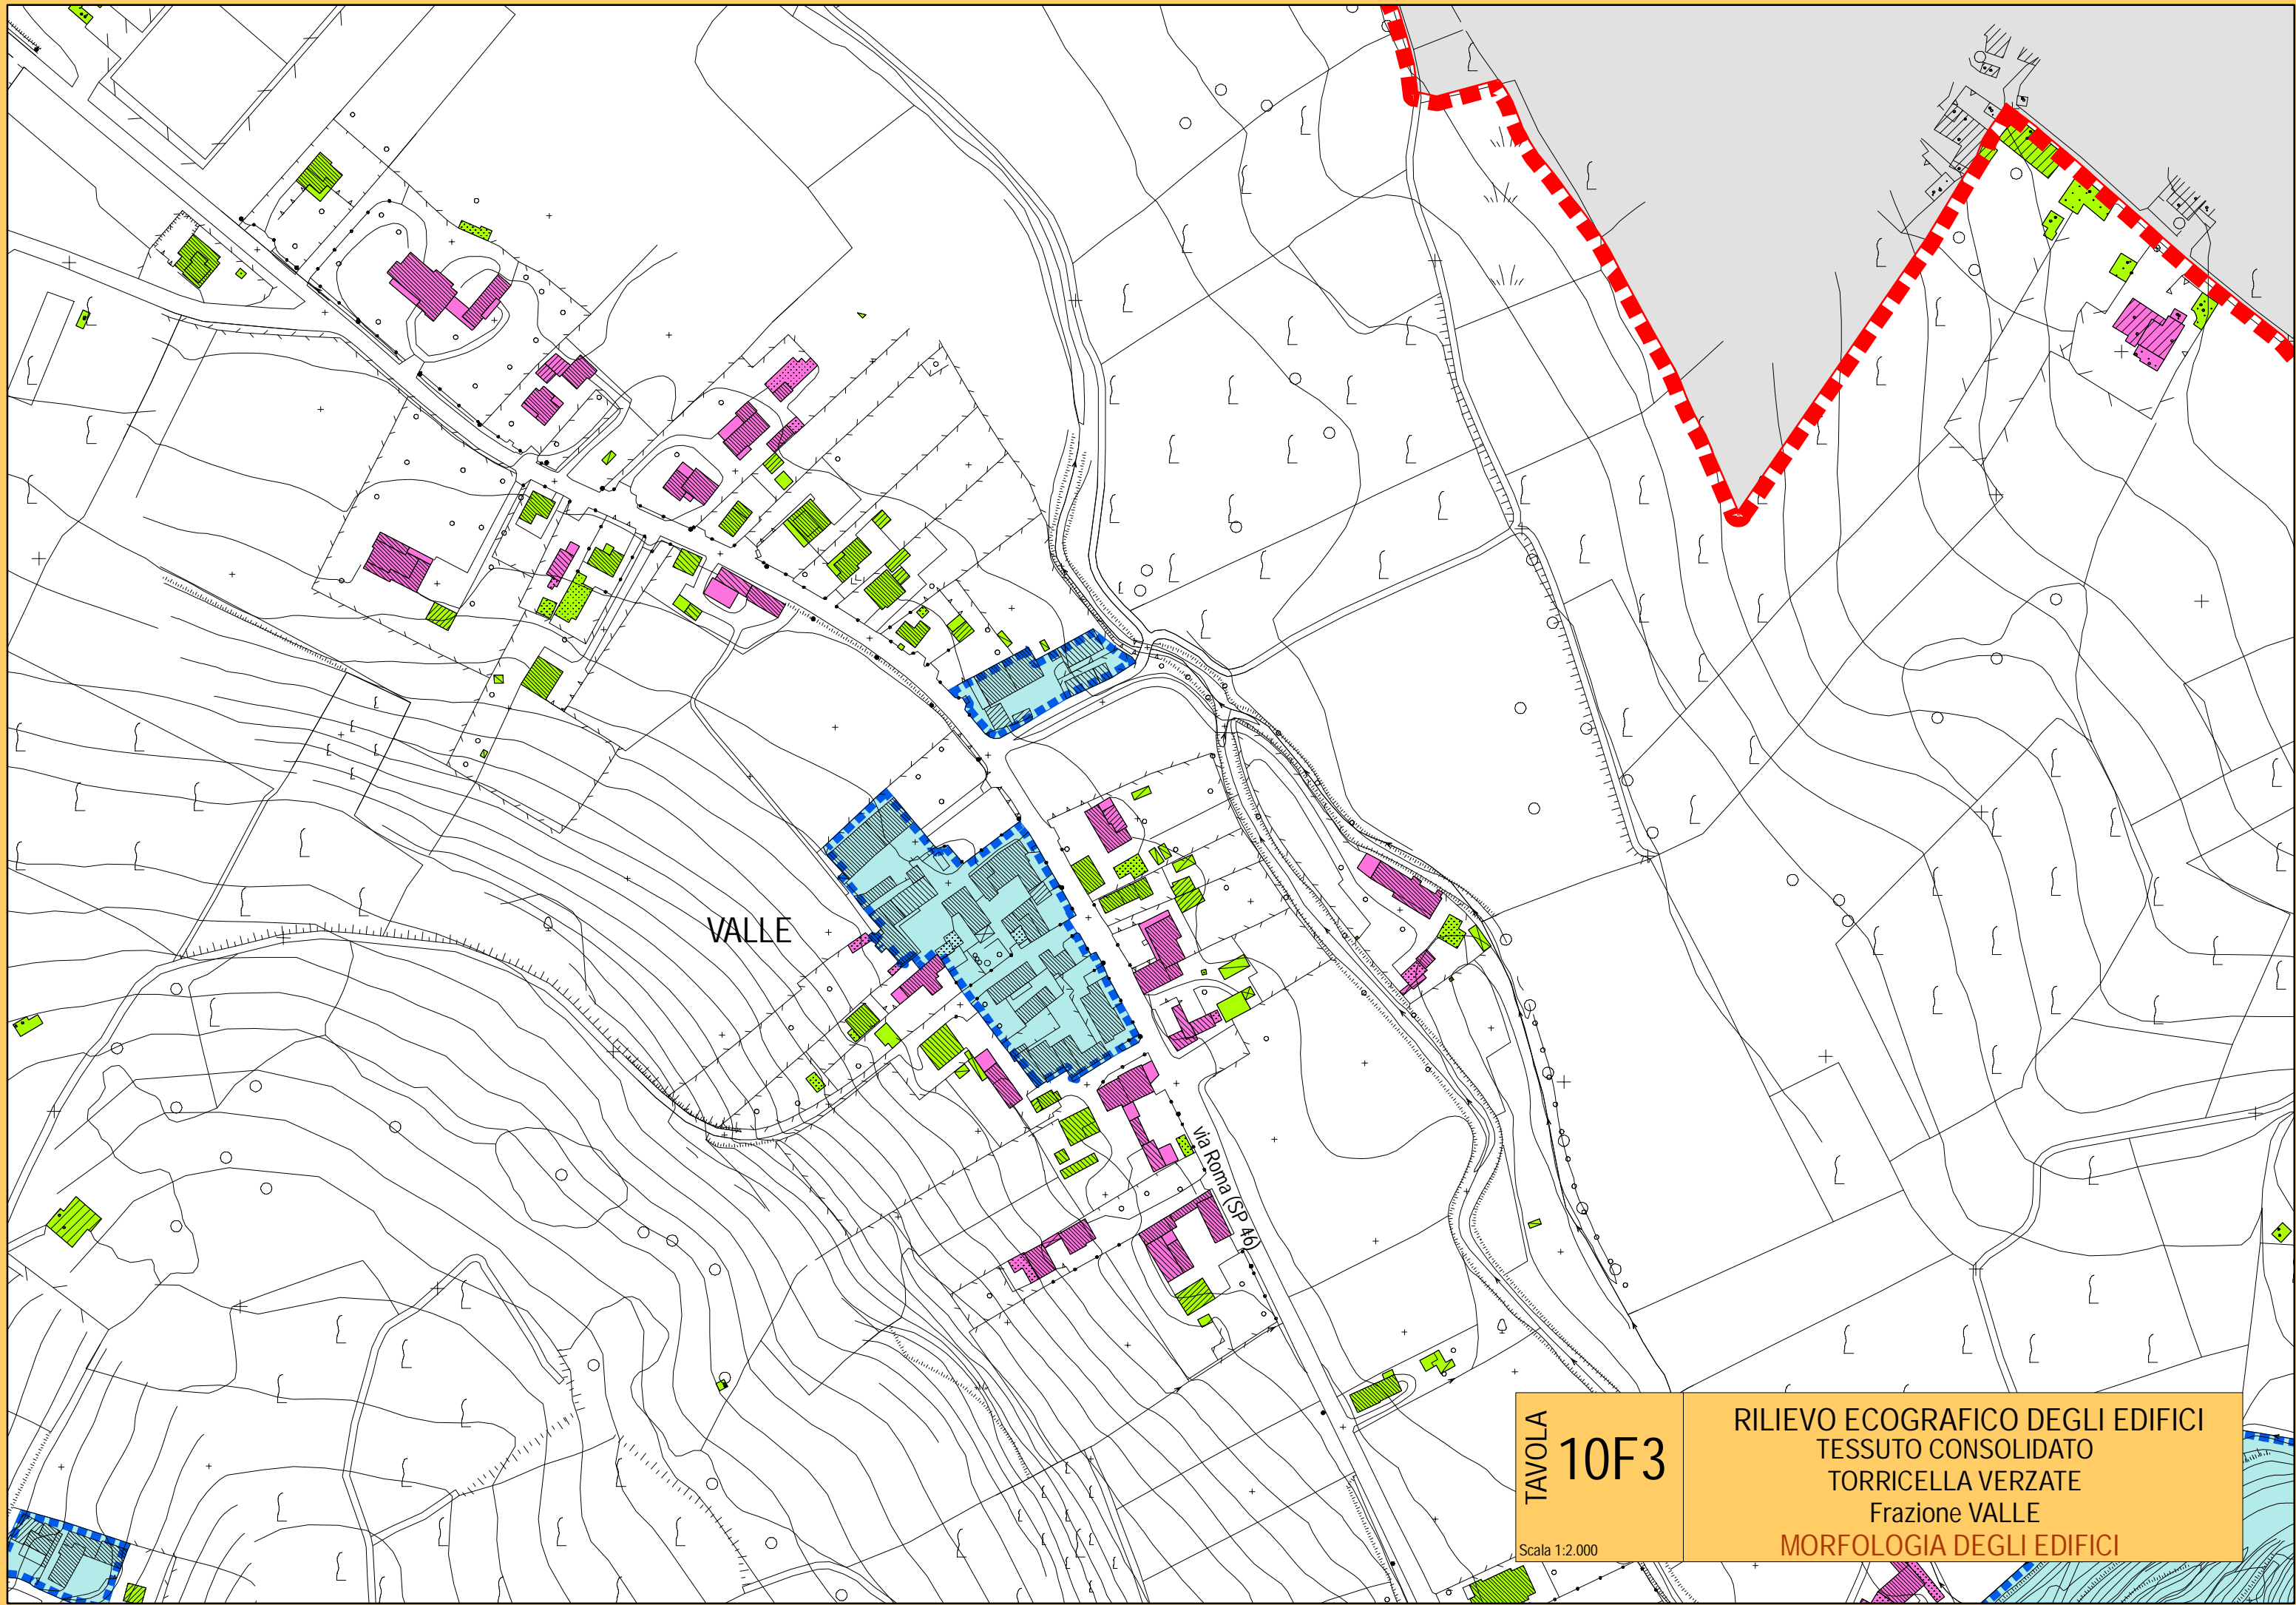 VALLE
via Roma (SP 46)
TAVOLA
10F3
Scala 1:2.000
RILIEVO ECOGRAFICO DEGLI EDIFICI
TESSUTO CONSOLIDATO
TORRICELLA VERZATE
Frazione VALLE
MORFOLOGIA DEGLI EDIFICI